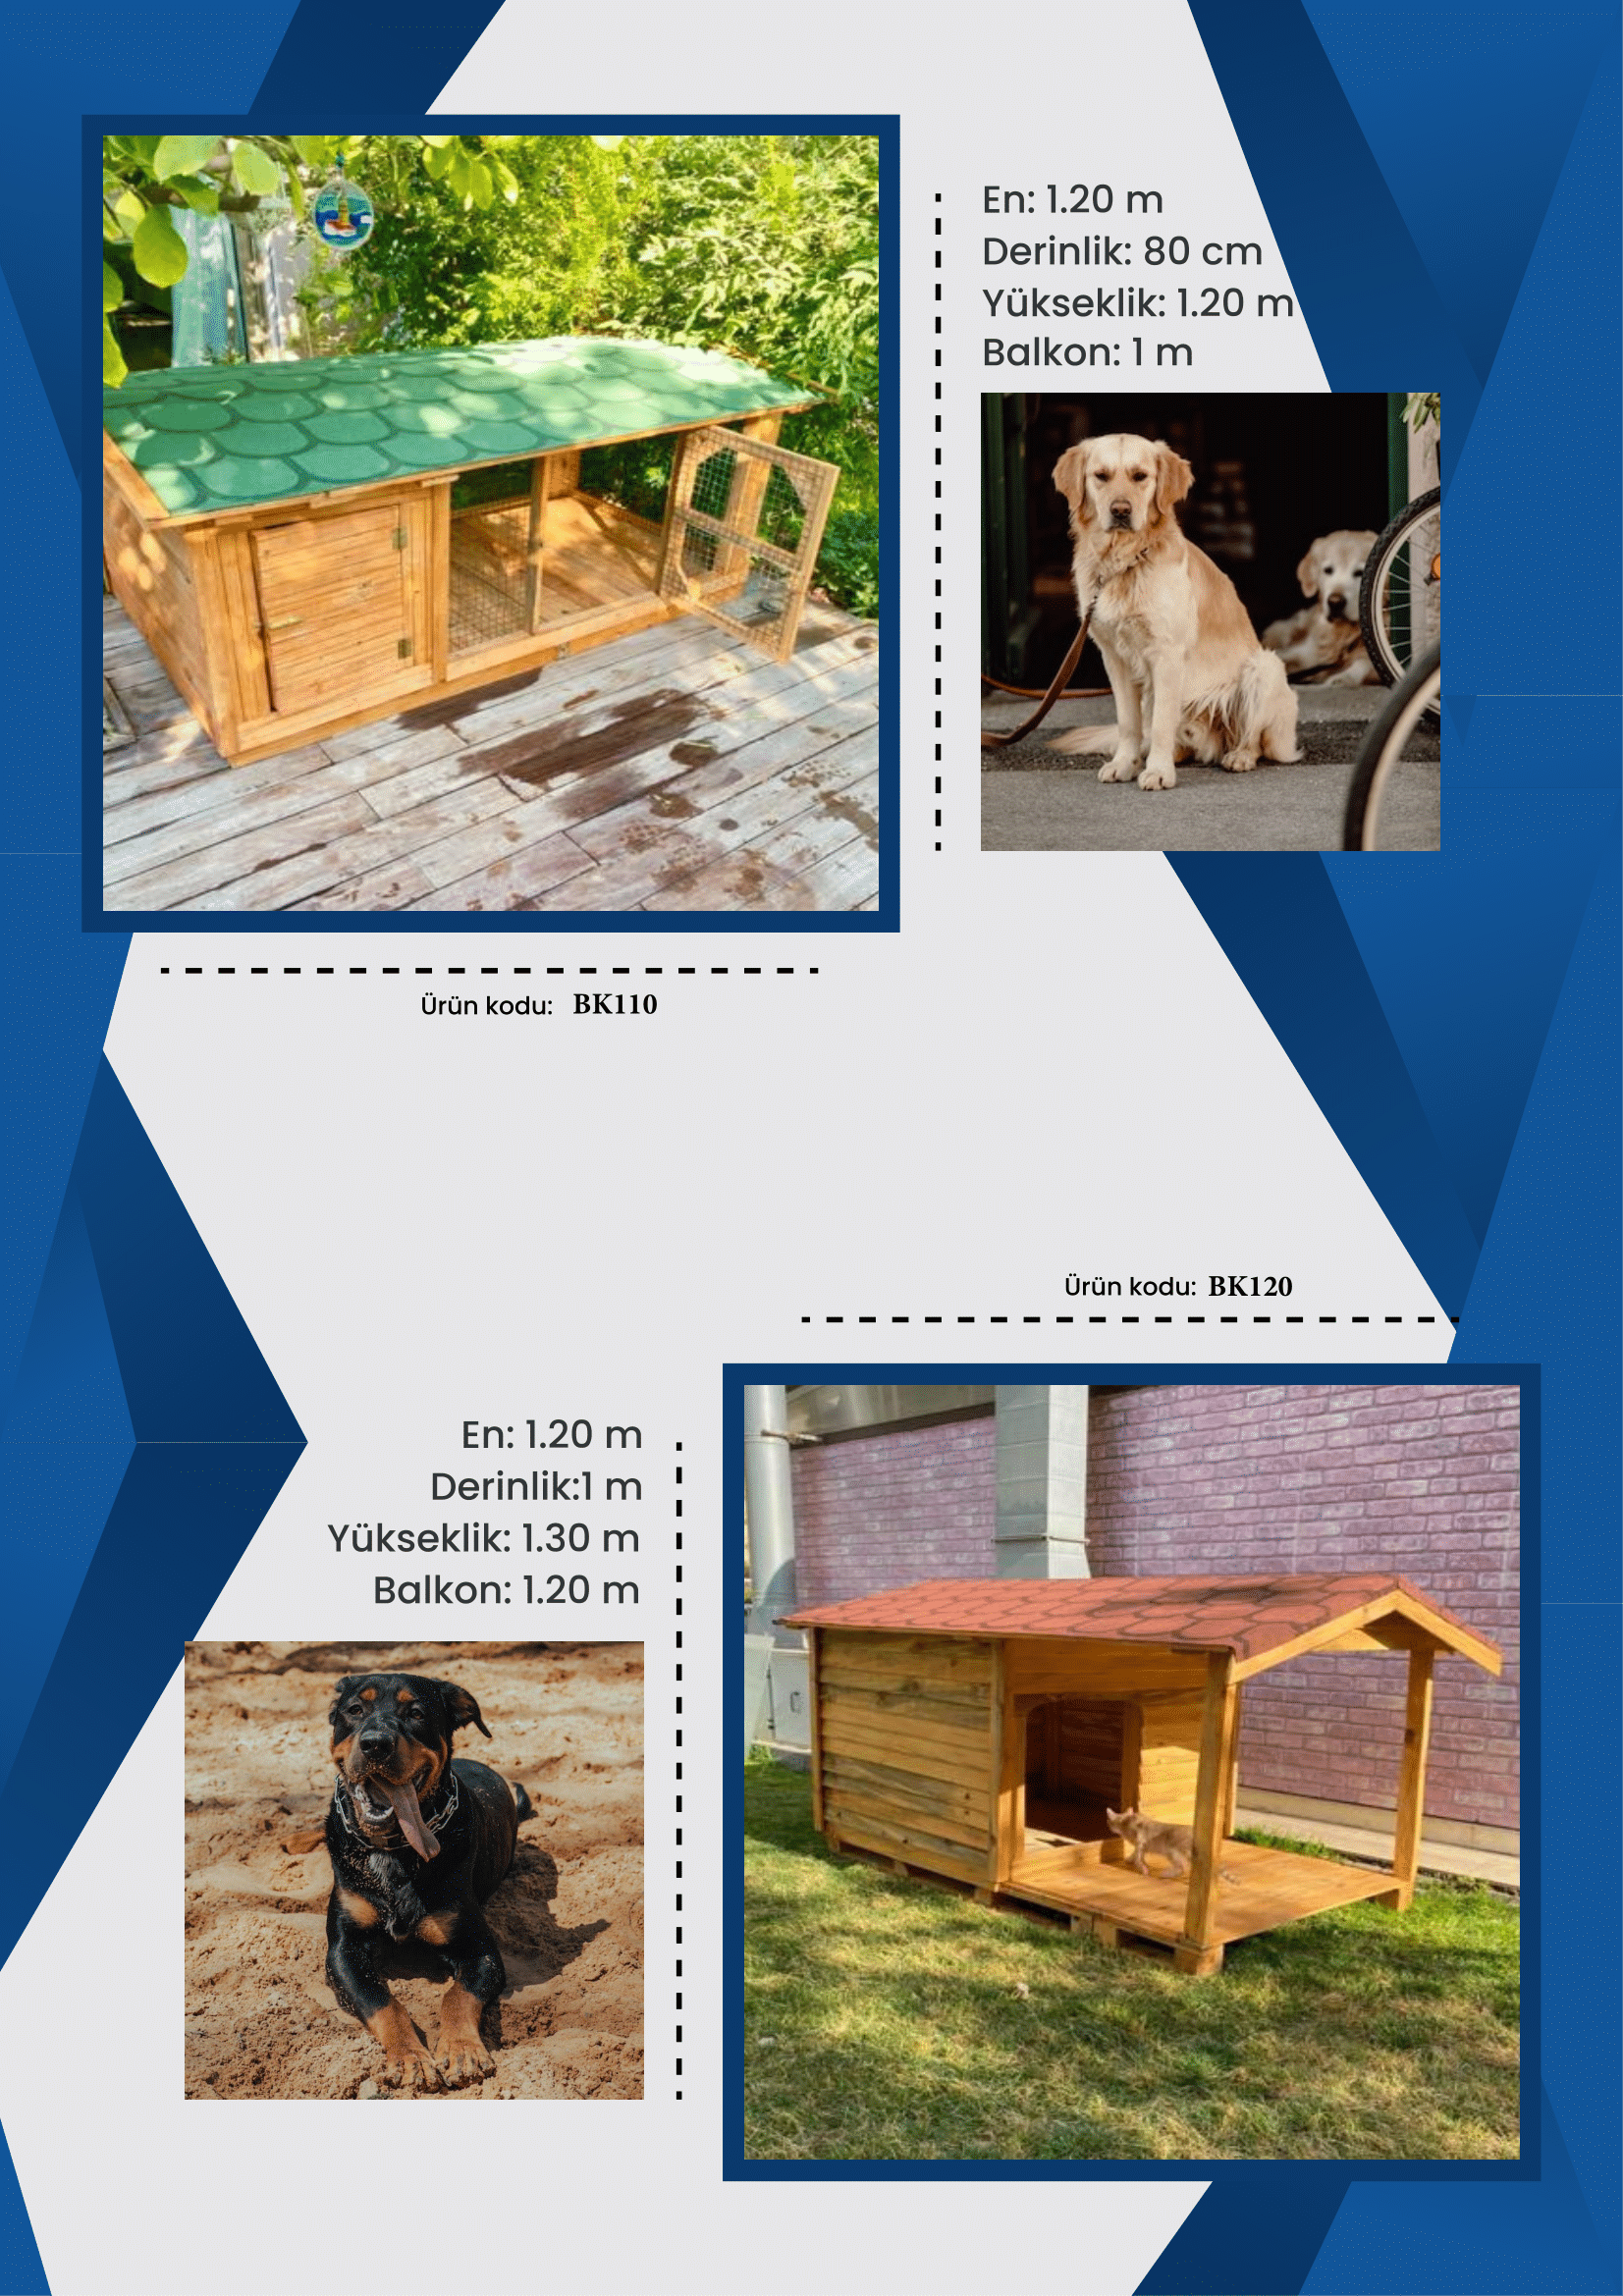 En: 1.20 m
Derinlik: 80 cm
Yükseklik: 1.20 m
Balkon: 1 m
Ürün kodu: BK110
Ürün kodu: BK120
En: 1.20 m
Derinlik:1 m
Yükseklik: 1.30 m
Balkon: 1.20 m